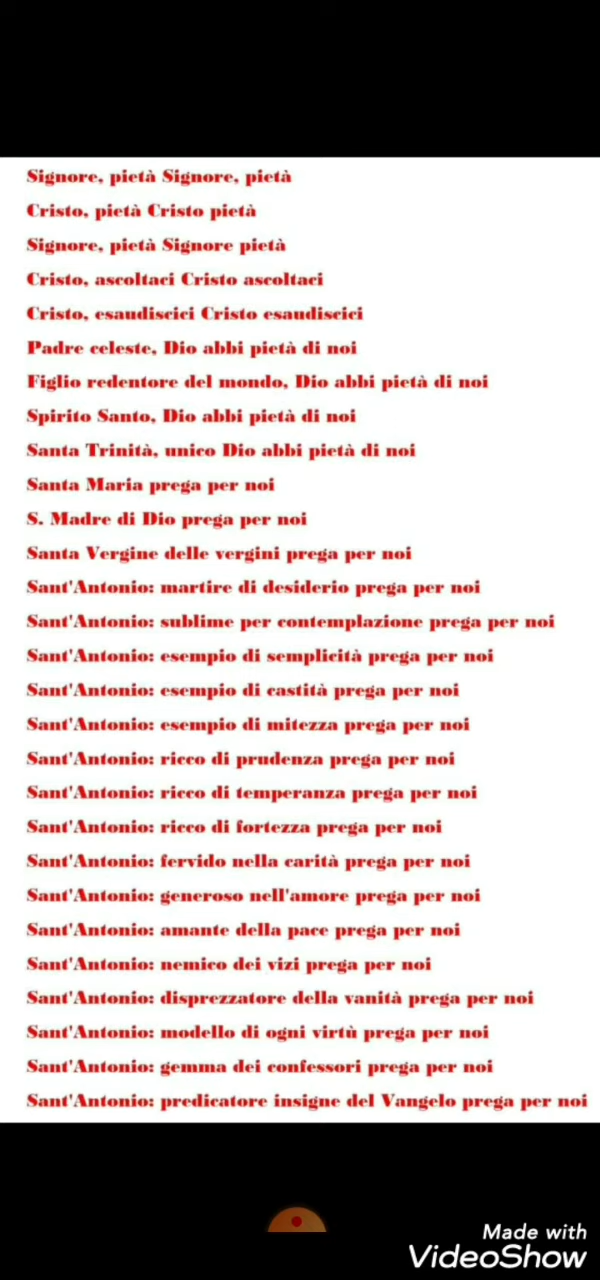 Signore, pietà Signore, pietà
Cristo, pietà Cristo pietà
Signore, pietà Signore pietà
Cristo, ascoltaci Cristo ascoltaci
Cristo, esaudiscici Cristo esaudiscici
Padre celeste, Dio abbi pietà di noi
Figlio redentore del mondo, Dio abbi pietà di noi
Spirito Santo, Dio abbi pietà di noi
Santa Trinità, unico Dio abbi pietà di noi
Santa Maria prega per noi
S. Madre di Dio prega per noi
Santa Vergine delle vergini prega per noi
Sant'Antonio: martire di desiderio prega per noi
Sant'Antonio: sublime per contemplazione prega per noi
Sant'Antonio: esempio di semplicità prega per noi
Sant'Antonio: esempio di castità prega per noi
Sant'Antonio: esempio di mitezza prega per noi
Sant'Antonio: ricco di prudenza prega per noi
Sant'Antonio: ricco di temperanza prega per noi
Sant'Antonio: ricco di fortezza prega per noi
Sant'Antonio: fervido nella carità prega per noi
Sant'Antonio: generoso nell'amore prega per noi
Sant'Antonio: amante della pace prega per noi
Sant'Antonio: nemico dei vizi prega per noi
Sant'Antonio: disprezzatore della vanità prega per noi
Sant'Antonio: modello di ogni virtù prega per noi
Sant'Antonio: gemma dei confessori prega per noi
Sant'Antonio: predicatore insigne del Vangelo prega per noi
Made with
VideoShow